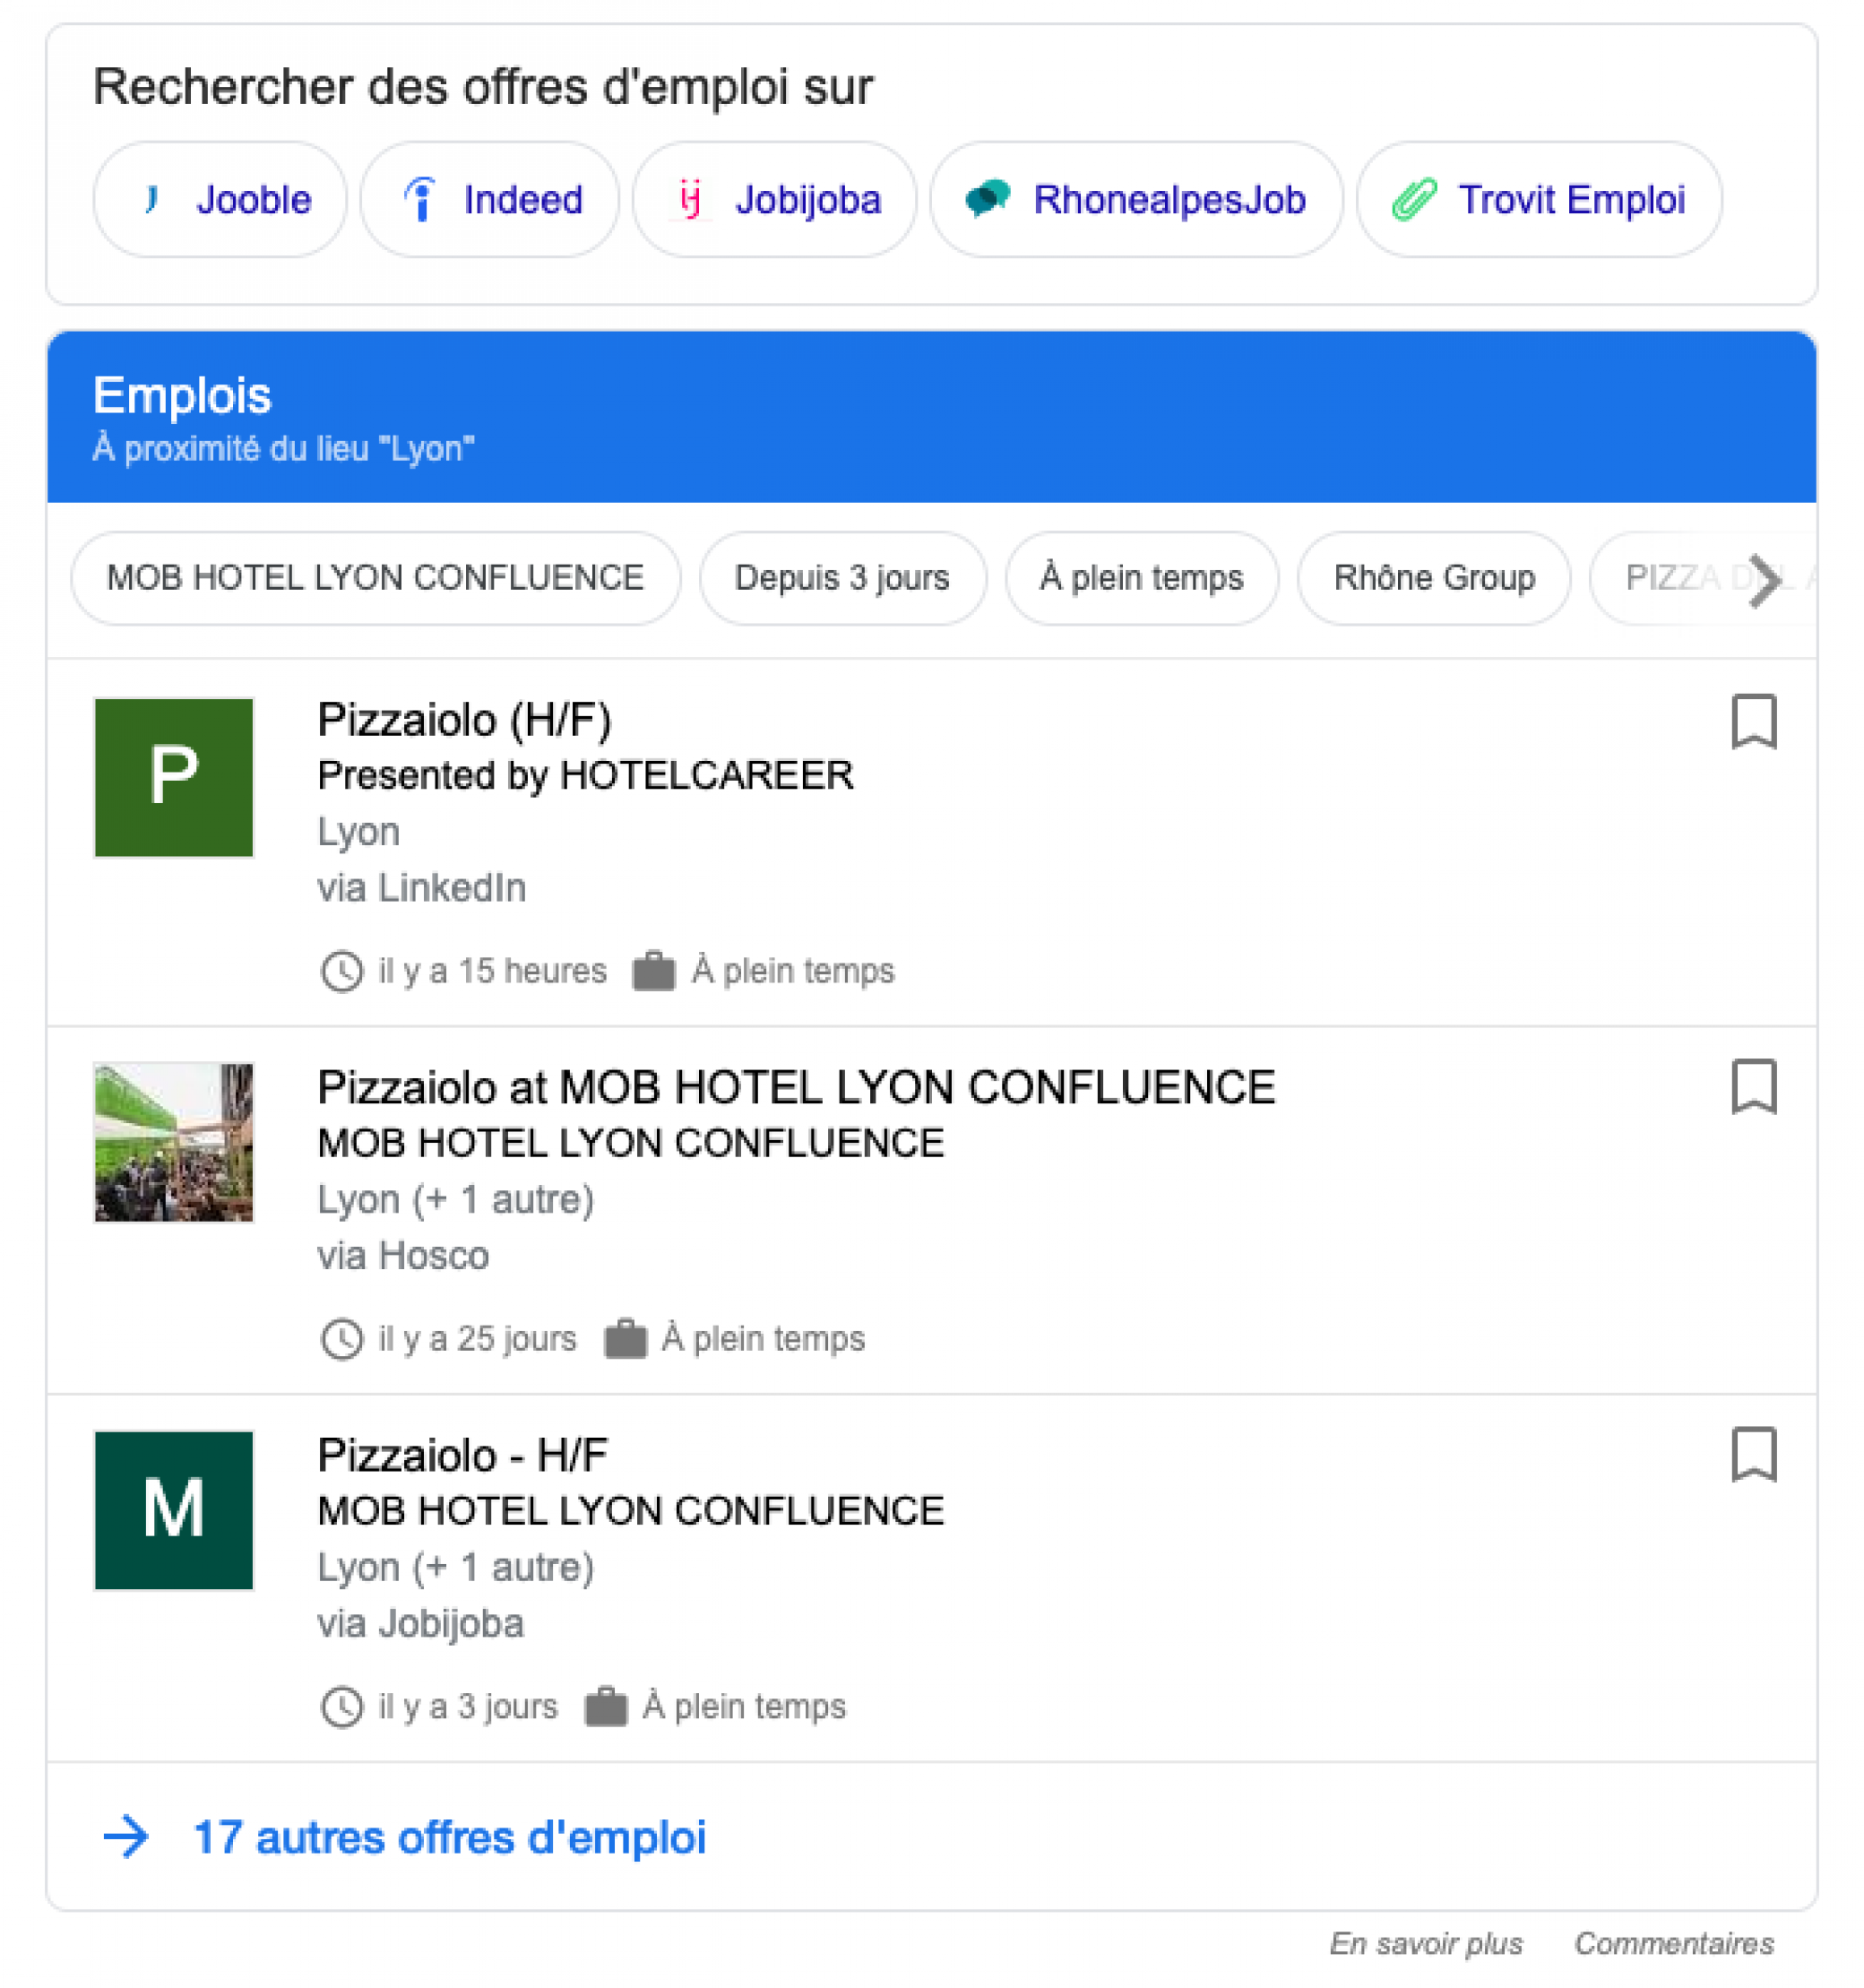 Rechercher des offres d'emploi sur
Jooble Indeed Jobijoba RhonealpesJob Trovit Emploi
Emplois
À proximité du lieu "Lyon"
MOB HOTEL LYON CONFLUENCE Depuis 3 jours À plein temps Rhône Group PIZZA
P
Pizzaiolo (H/F)
Presented by HOTELCAREER
Lyon
via LinkedIn
il y a 15 heures À plein temps
Pizzaiolo at MOB HOTEL LYON CONFLUENCE
MOB HOTEL LYON CONFLUENCE
Lyon (+ 1 autre)
via Hosco
il y a 25 jours À plein temps
M
Pizzaiolo - H/F
MOB HOTEL LYON CONFLUENCE
Lyon (+ 1 autre)
via Jobijoba
il y a 3 jours À plein temps
17 autres offres d'emploi
En savoir plus Commentaires